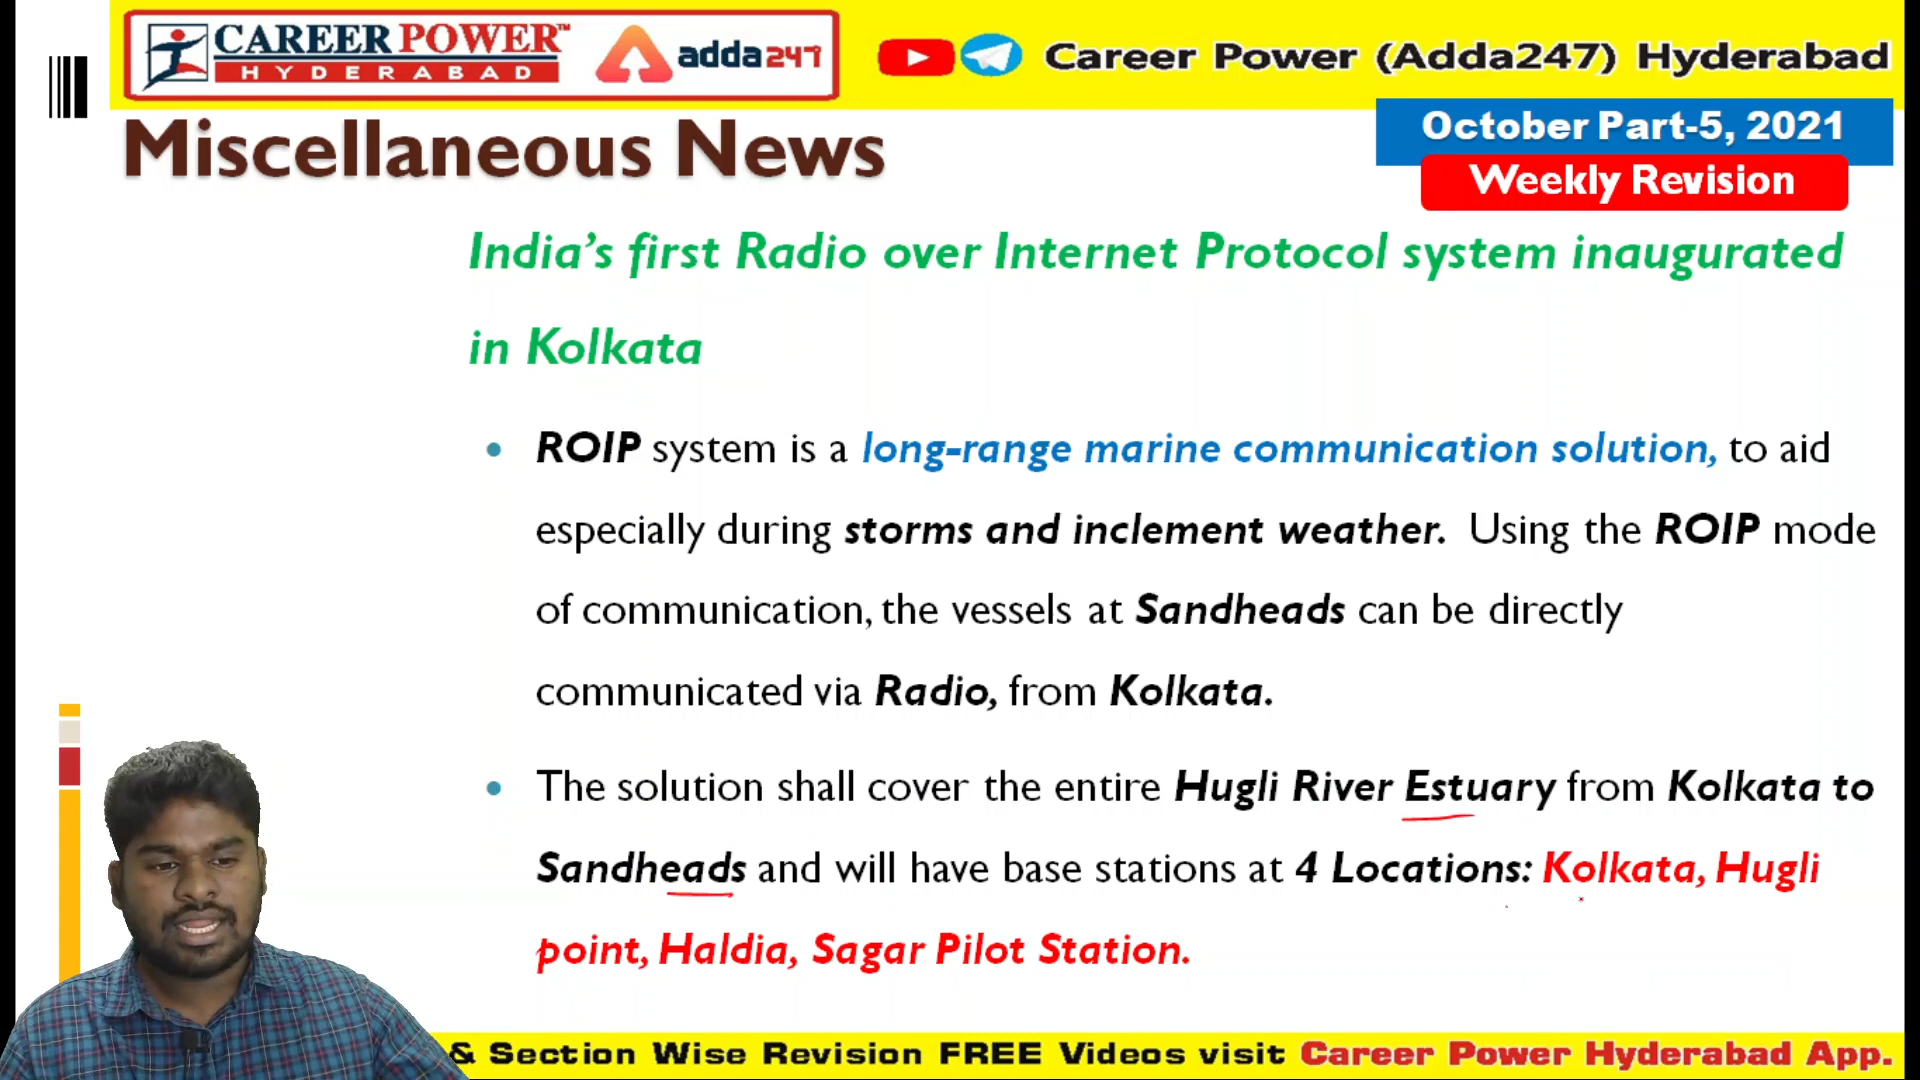 CAREER POWER™
HYDERABAD
adda247
Career Power (Adda247) Hyderabad
Miscellaneous News
October Part-5, 2021
Weekly Revision
India's first Radio over Internet Protocol system inaugurated
in Kolkata
• ROIP system is a long-range marine communication solution, to aid
especially during storms and inclement weather. Using the ROIP mode
of communication, the vessels at Sandheads can be directly
communicated via Radio, from Kolkata.
• The solution shall cover the entire Hugli River Estuary from Kolkata to
Sandheads and will have base stations at 4 Locations: Kolkata, Hugli
point, Haldia, Sagar Pilot Station.
& Section Wise Revision FREE Videos visit Career Power Hyderabad App.